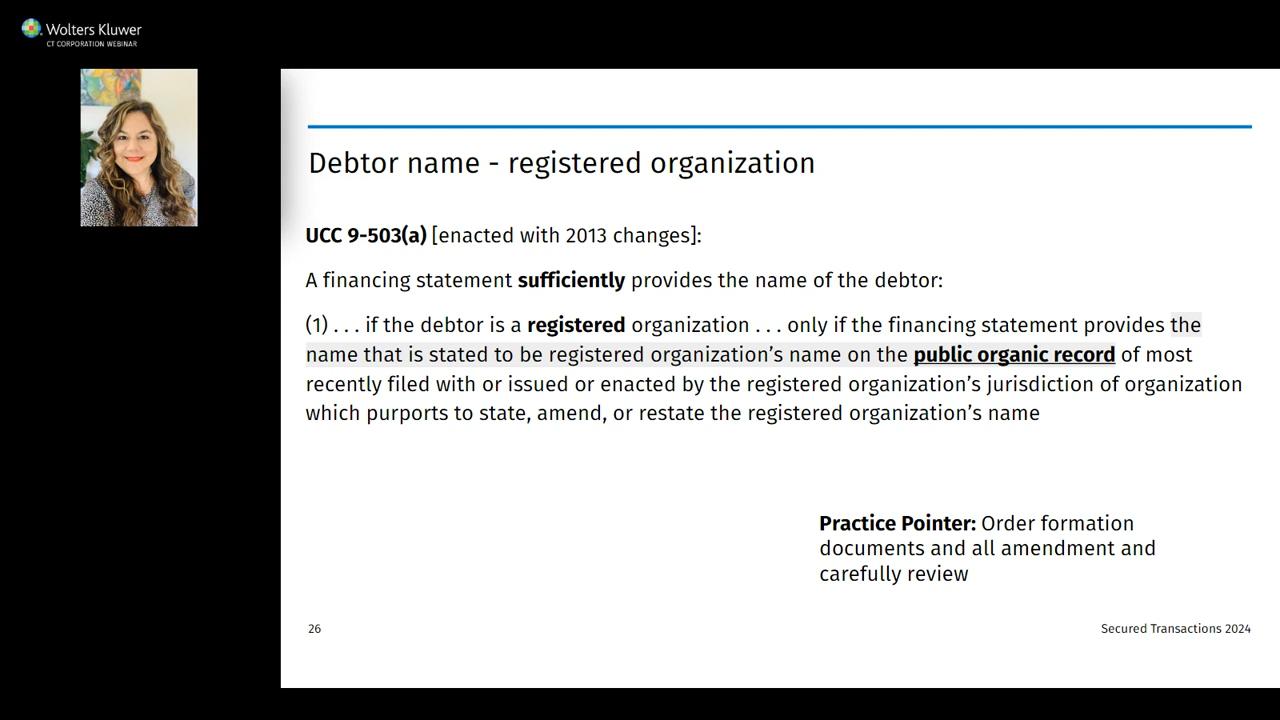 Wolters Kluwer
CT CORPORATION WEBINAR
Debtor name - registered organization
UCC 9-503(a) [enacted with 2013 changes]:
A financing statement sufficiently provides the name of the debtor:
(1) . . . if the debtor is a registered organization . . . only if the financing statement provides the
name that is stated to be registered organization’s name on the public organic record of most
recently filed with or issued or enacted by the registered organization’s jurisdiction of organization
which purports to state, amend, or restate the registered organization’s name
Practice Pointer: Order formation
documents and all amendment and
carefully review
26
Secured Transactions 2024